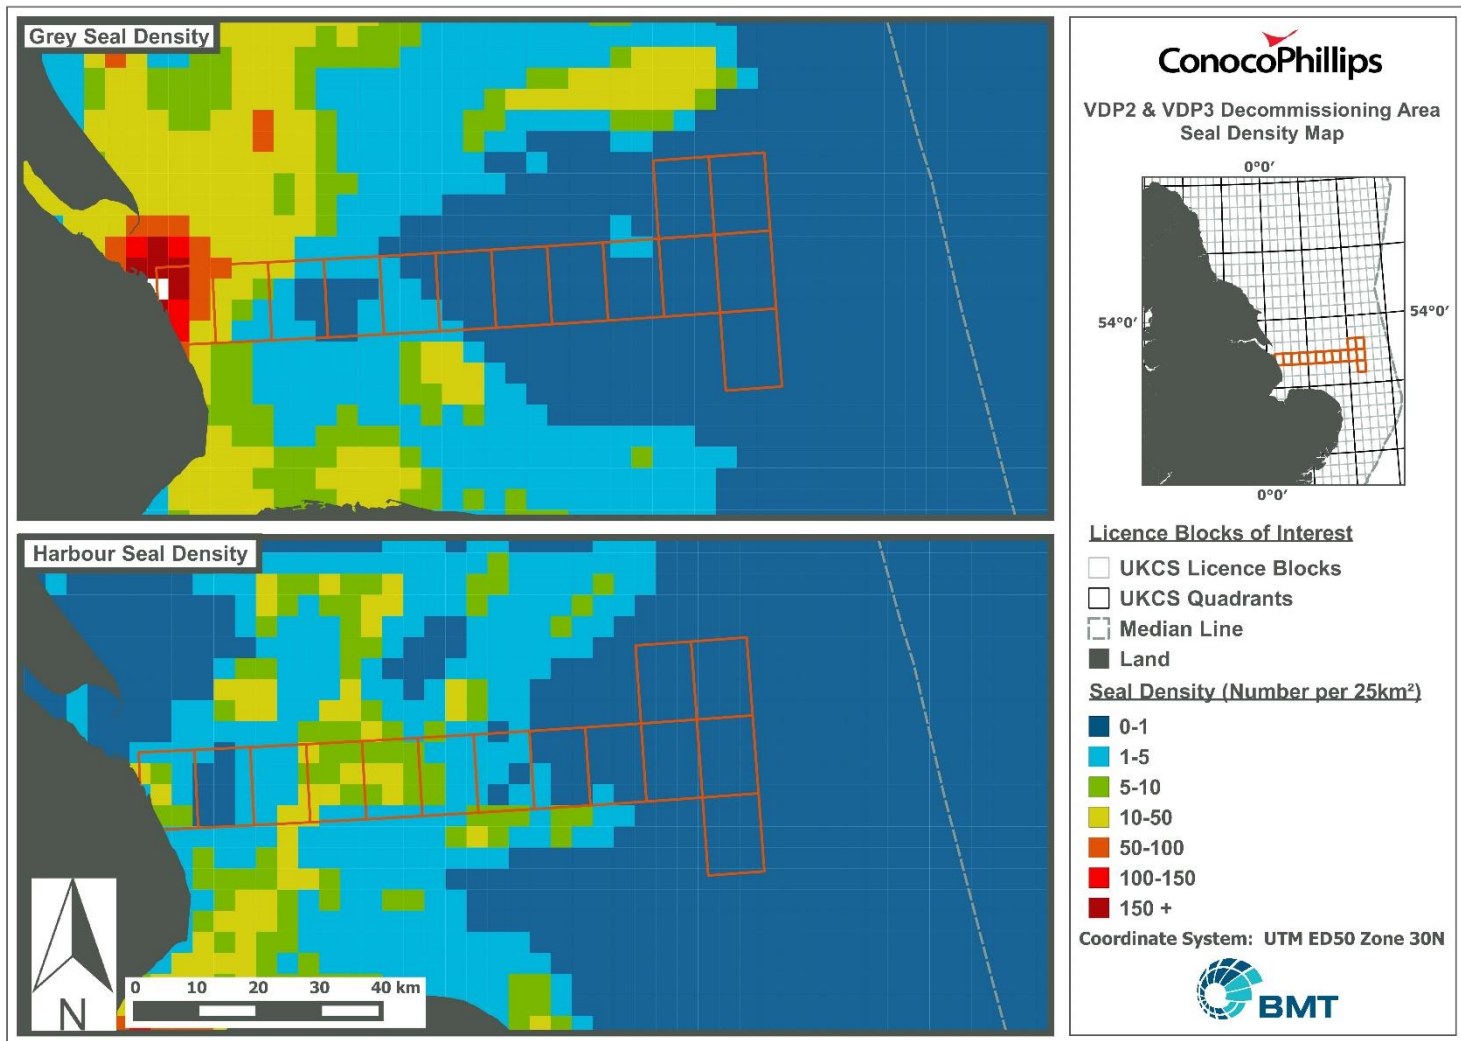 Grey Seal Density
Harbour Seal Density
N
0 10 20 30 40 km
ConocoPhillips
VDP2 & VDP3 Decommissioning Area
Seal Density Map
0°0'
54°0'
54°0'
0°0'
Licence Blocks of Interest
UKCS Licence Blocks
UKCS Quadrants
Median Line
Land
Seal Density (Number per 25km²)
0-1
1-5
5-10
10-50
50-100
100-150
150 +
Coordinate System: UTM ED50 Zone 30N
BMT